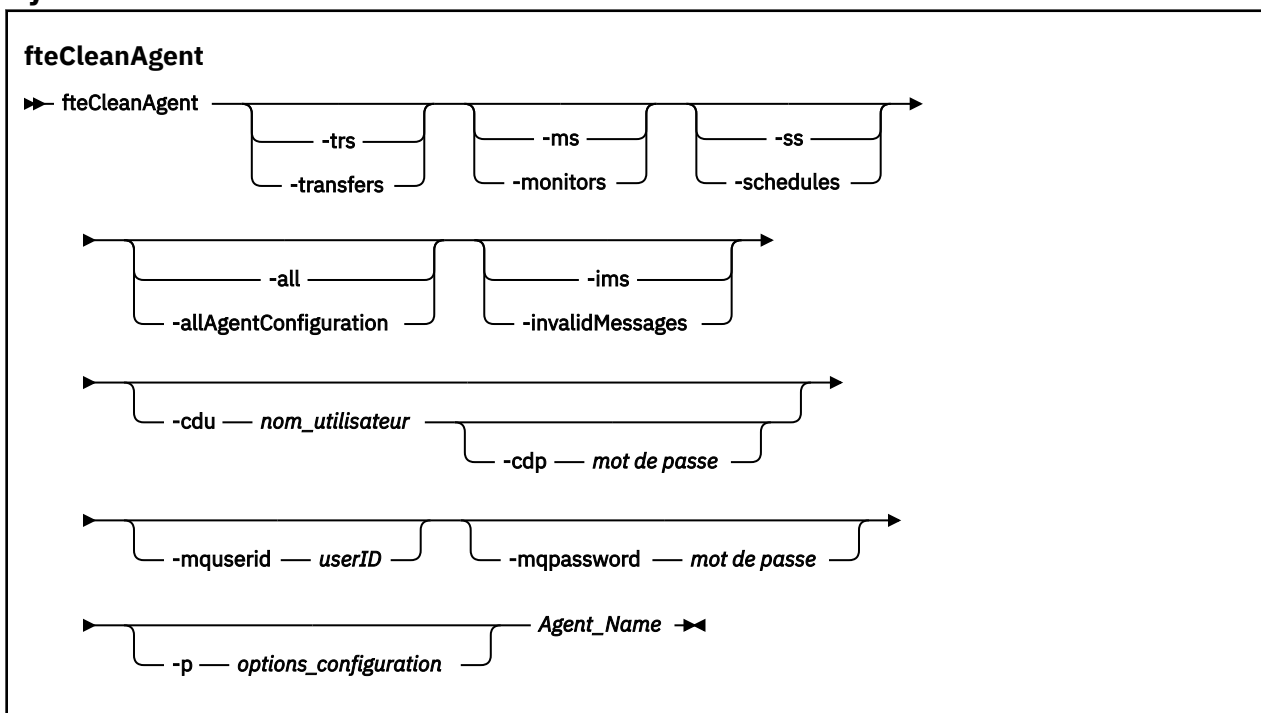 fteCleanAgent
fteCleanAgent
-trs
-transfers
-ms
-monitors
-ss
-schedules
-all
-allAgentConfiguration
-ims
-invalidMessages
-cdu nom_utilisateur
-cdp mot de passe
-mquserid userID
-mqpassword mot de passe
Agent_Name
-p options_configuration